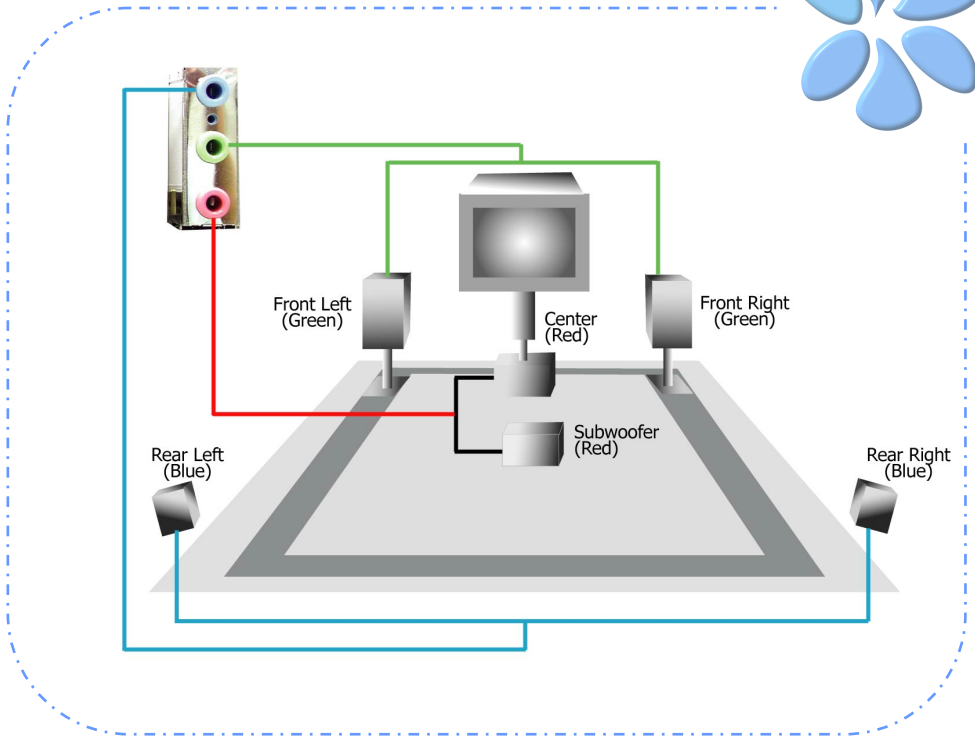 Front Left
(Green)
Center
(Red)
Front Right
(Green)
Subwoofer
(Red)
Rear Left
(Blue)
Rear Right
(Blue)